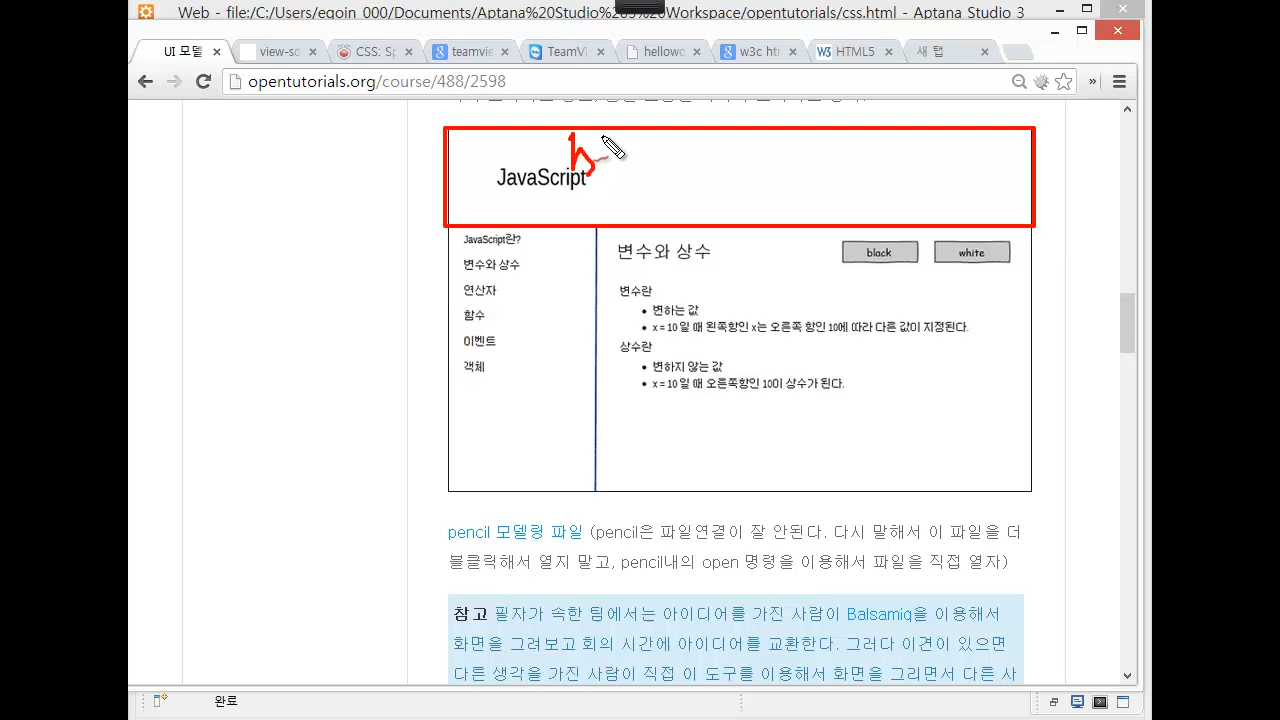 Web - file:/C:/Users/egoin_000/Documents/Aptana%20Studio%203%20Workspace/opentutorial.css.html - Aptana Studio 3
UI 모델 view-so CSS: Sp teamvie TeamVi hellowo w3c htm HTML5 새 탭
opentutorials.org/course/488/2598
h
JavaScript
JavaScript란?
변수와 상수
연산자
함수
이벤트
객체
변수와 상수 black white
변수란
• 변하는 값
• x = 10 일 때 왼쪽항인 x는 오른쪽 항인 10에 따라 다른 값이 지정된다.
상수란
• 변하지 않는 값
• x = 10 일 때 오른쪽항인 10이 상수가 된다.
pencil 모델링 파일 (pencil은 파일연결이 잘 안된다. 다시 말해서 이 파일을 더
블클릭해서 열지 말고, pencil내의 open 명령을 이용해서 파일을 직접 열자)
참고 필자가 속한 팀에서는 아이디어를 가진 사람이 Balsamiq을 이용해서
화면을 그려보고 회의 시간에 아이디어를 교환한다. 그러다 이견이 있으면
다른 생각을 가진 사람이 직접 이 도구를 이용해서 화면을 그리면서 다른 사
완료